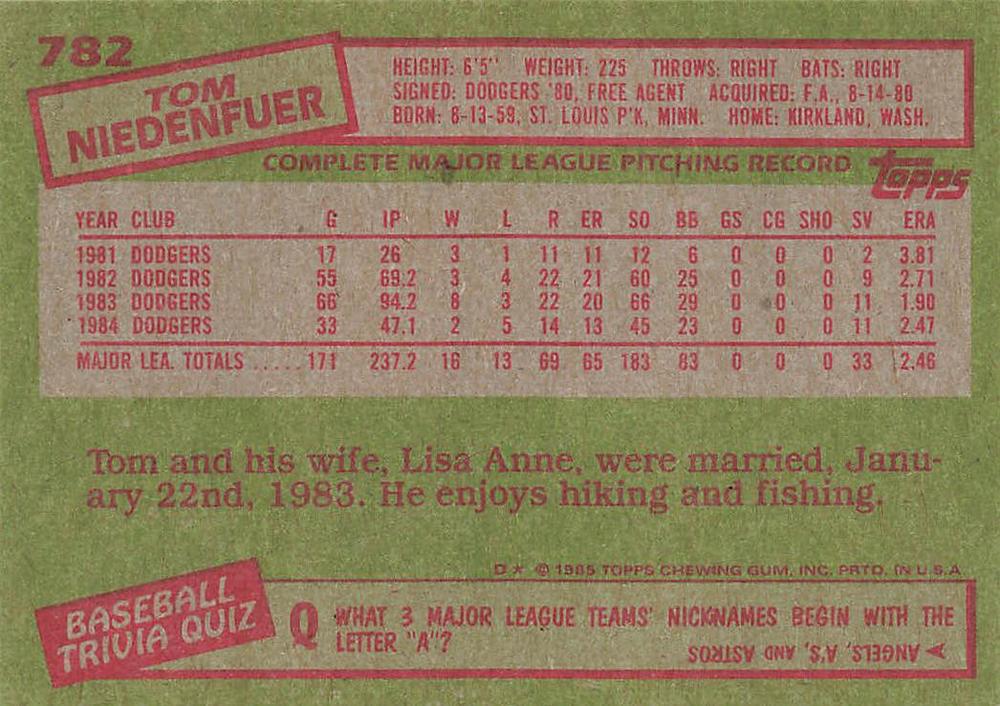 782
TOM
NIEDENFUER
HEIGHT: 6'5" WEIGHT: 225 THROWS: RIGHT BATS: RIGHT
SIGNED: DODGERS '80, FREE AGENT ACQUIRED: F.A., 8-14-80
BORN: 8-13-59, ST. LOUIS P'K, MINN. HOME: KIRKLAND, WASH.
COMPLETE MAJOR LEAGUE PITCHING RECORD
topps
YEAR CLUB G IP W L R ER SO BB GS CG SHO SV ERA
1981 DODGERS 17 26 3 1 11 11 12 6 0 0 0 2 3.81
1982 DODGERS 55 69.2 3 4 22 21 60 25 0 0 0 9 2.71
1983 DODGERS 66 94.2 8 3 22 20 66 29 0 0 0 11 1.90
1984 DODGERS 33 47.1 2 5 14 13 45 23 0 0 0 11 2.47
MAJOR LEA. TOTALS ..... 171 237.2 16 13 69 65 183 83 0 0 0 33 2.46
Tom and his wife, Lisa Anne, were married, Janu-
ary 22nd, 1983. He enjoys hiking and fishing.
D * © 1985 TOPPS CHEWING GUM, INC. PRTD. IN U.S.A.
BASEBALL
TRIVIA QUIZ
Q WHAT 3 MAJOR LEAGUE TEAMS' NICKNAMES BEGIN WITH THE
LETTER "A"?
ANGELS, A'S, AND ASTROS